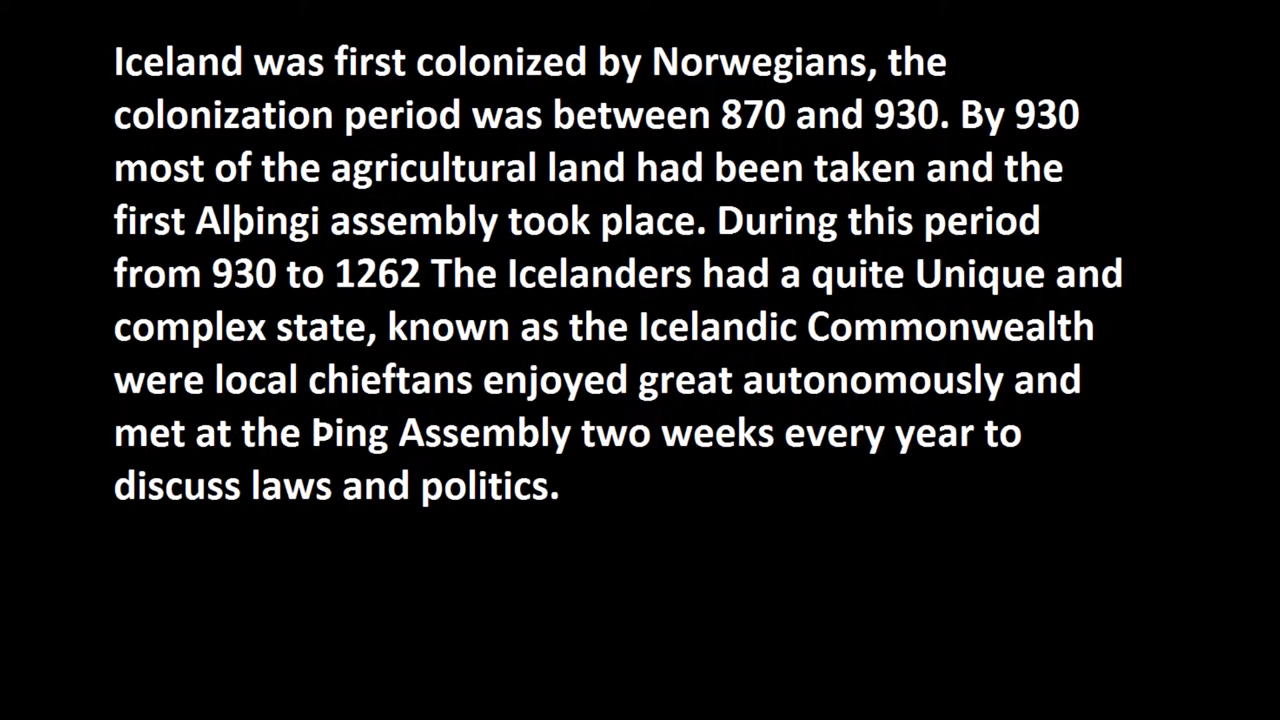 Iceland was first colonized by Norwegians, the
colonization period was between 870 and 930. By 930
most of the agricultural land had been taken and the
first Alþingi assembly took place. During this period
from 930 to 1262 The Icelanders had a quite Unique and
complex state, known as the Icelandic Commonwealth
were local chieftans enjoyed great autonomously and
met at the Þing Assembly two weeks every year to
discuss laws and politics.